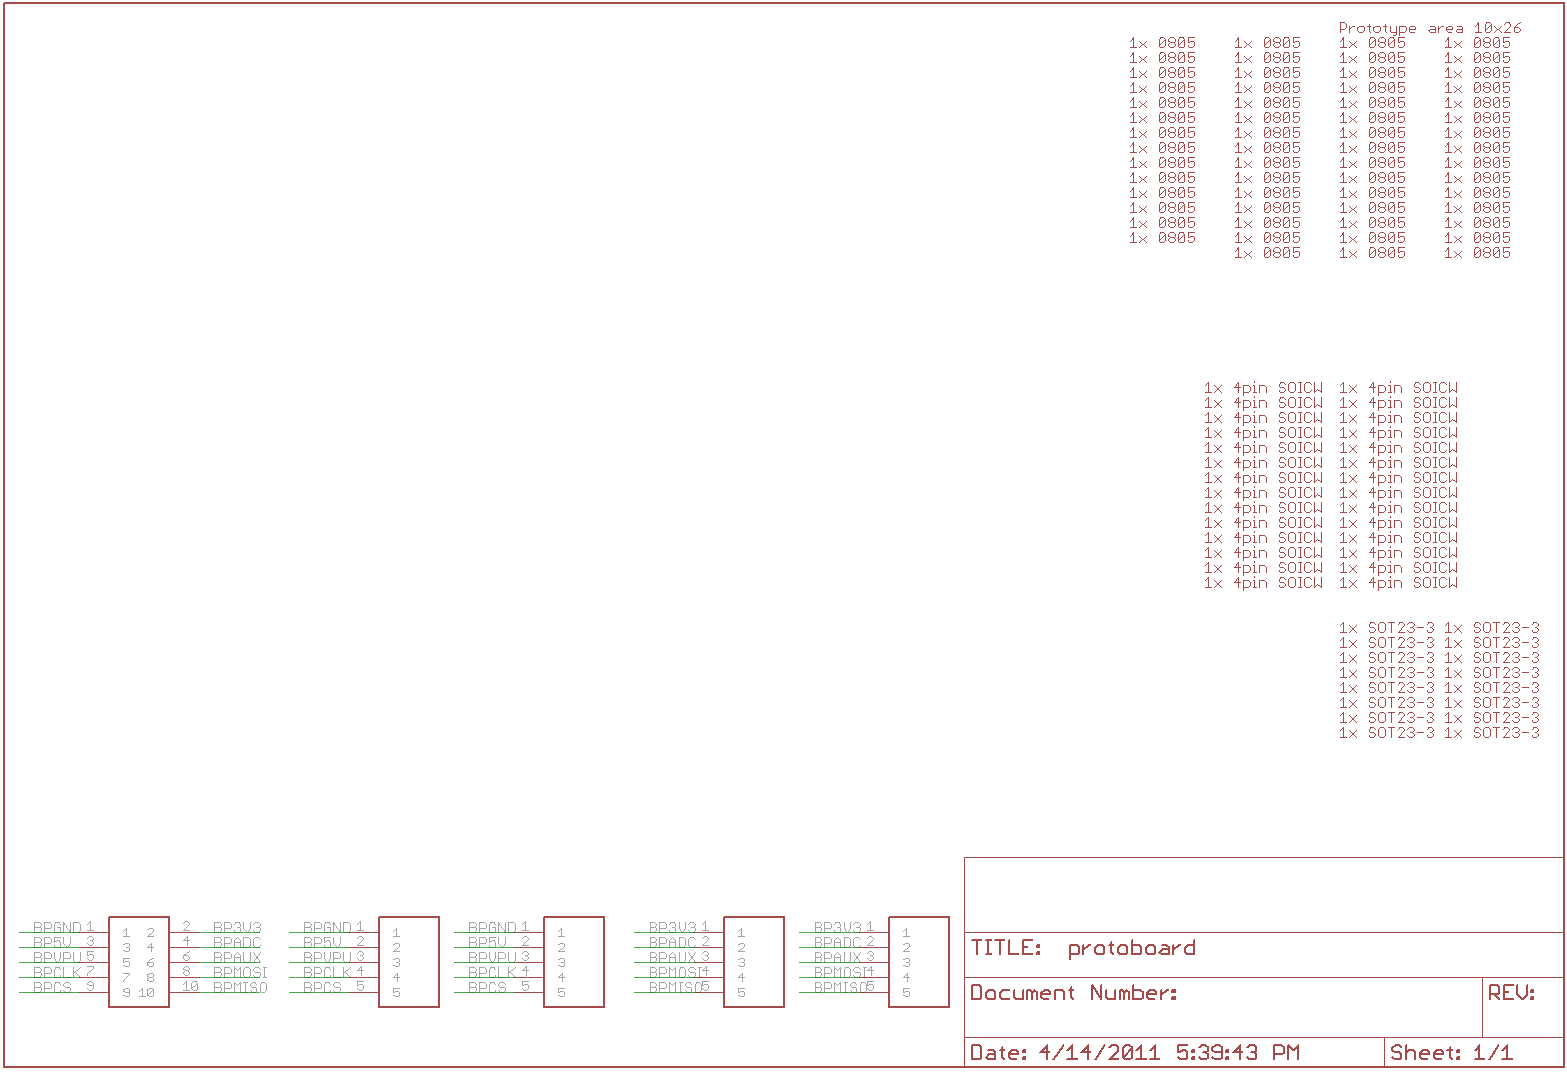 Prototype area 10x26
1x 0805 1x 0805 1x 0805 1x 0805
1x 0805 1x 0805 1x 0805 1x 0805
1x 0805 1x 0805 1x 0805 1x 0805
1x 0805 1x 0805 1x 0805 1x 0805
1x 0805 1x 0805 1x 0805 1x 0805
1x 0805 1x 0805 1x 0805 1x 0805
1x 0805 1x 0805 1x 0805 1x 0805
1x 0805 1x 0805 1x 0805 1x 0805
1x 0805 1x 0805 1x 0805 1x 0805
1x 0805 1x 0805 1x 0805 1x 0805
1x 0805 1x 0805 1x 0805 1x 0805
1x 0805 1x 0805 1x 0805 1x 0805
1x 0805 1x 0805 1x 0805 1x 0805
1x 0805 1x 0805 1x 0805 1x 0805
1x 0805 1x 0805 1x 0805
1x 4pin SOICW 1x 4pin SOICW
1x 4pin SOICW 1x 4pin SOICW
1x 4pin SOICW 1x 4pin SOICW
1x 4pin SOICW 1x 4pin SOICW
1x 4pin SOICW 1x 4pin SOICW
1x 4pin SOICW 1x 4pin SOICW
1x 4pin SOICW 1x 4pin SOICW
1x 4pin SOICW 1x 4pin SOICW
1x 4pin SOICW 1x 4pin SOICW
1x 4pin SOICW 1x 4pin SOICW
1x 4pin SOICW 1x 4pin SOICW
1x 4pin SOICW 1x 4pin SOICW
1x 4pin SOICW 1x 4pin SOICW
1x 4pin SOICW 1x 4pin SOICW
1x SOT23-3 1x SOT23-3
1x SOT23-3 1x SOT23-3
1x SOT23-3 1x SOT23-3
1x SOT23-3 1x SOT23-3
1x SOT23-3 1x SOT23-3
1x SOT23-3 1x SOT23-3
1x SOT23-3 1x SOT23-3
1x SOT23-3 1x SOT23-3
BPGND 1 1 2 2 BP3V3 BPGND 1 1 BPGND 1 1 BP3V3 1 1 BP3V3 1 1
BP5V 3 3 4 4 BPADC BP5V 2 2 BP5V 2 2 BPADC 2 2 BPADC 2 2
BPVPU 5 5 6 6 BPAUX BPVPU 3 3 BPVPU 3 3 BPAUX 3 3 BPAUX 3 3
BPCLK 7 7 8 8 BPMOSI BPCLK 4 4 BPCLK 4 4 BPMOSI 4 4 BPMOSI 4 4
BPCS 9 9 10 10 BPMISO BPCS 5 5 BPCS 5 5 BPMISO 5 5 BPMISO 5 5
TITLE: protoboard
Document Number: REV:
Date: 4/14/2011 5:39:43 PM Sheet: 1/1